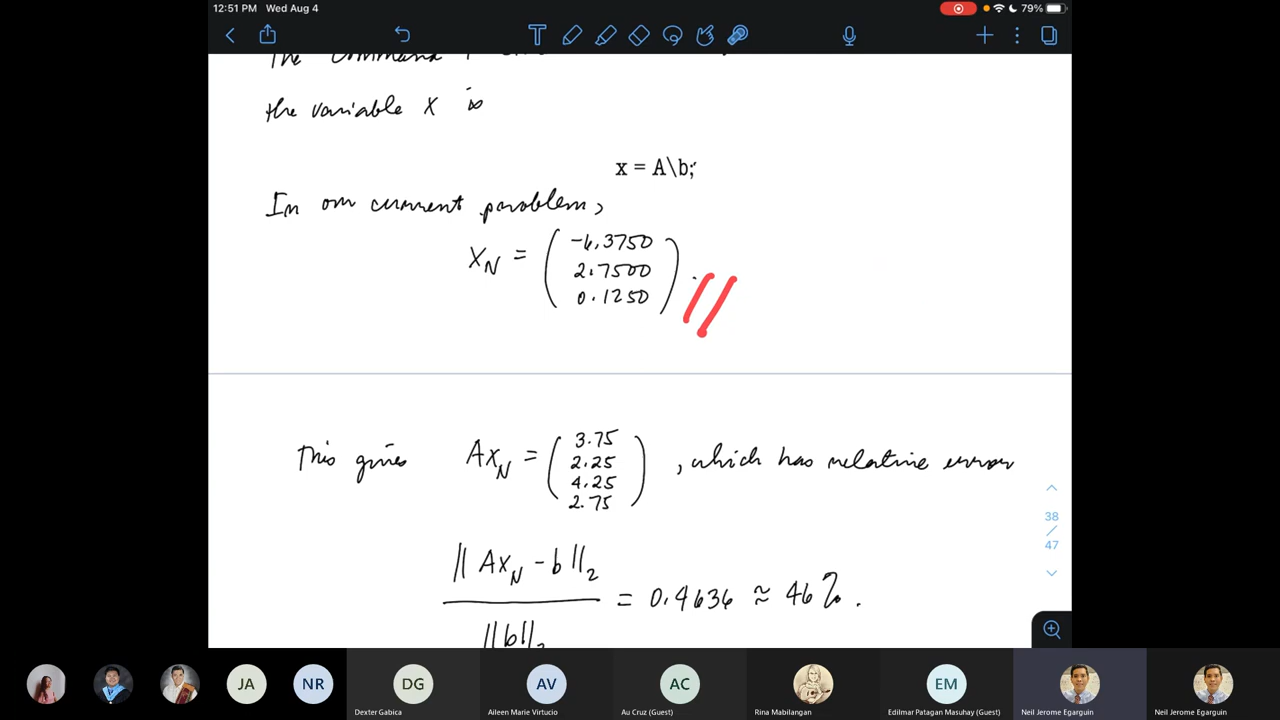 12:51 PM Wed Aug 4
79%
The command
the variable x is
x = A\b;
In our current problem,
x_N = ( -6.3750
2.7500
0.1250 ).
This gives Ax_N = ( 3.75
2.25
4.25
2.75 ), which has relative error
|| Ax_N - b ||_2
= 0.4636 ≈ 46%.
||b||_2
38
/
47
JA
NR
DG
AV
AC
EM
Dexter Gabica
Aileen Marie Virtucio
Au Cruz (Guest)
Rina Mabilangan
Edilmar Patagan Masuhay (Guest)
Neil Jerome Egarguin
Neil Jerome Egarguin